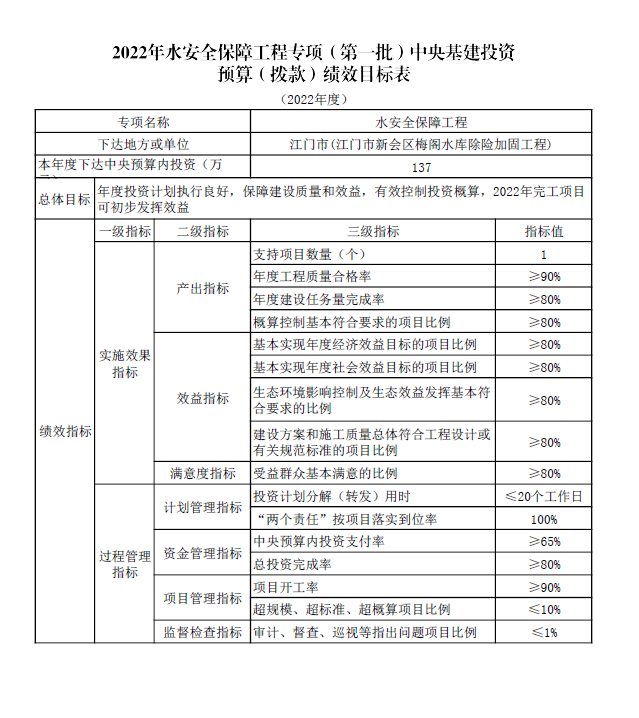 2022年水安全保障工程专项（第一批）中央基建投资
预算（拨款）绩效目标表
（2022年度）
专项名称 水安全保障工程
下达地方或单位 江门市(江门市新会区梅阁水库除险加固工程)
本年度下达中央预算内投资（万 137
总体目标 年度投资计划执行良好，保障建设质量和效益，有效控制投资概算，2022年完工项目
可初步发挥效益
一级指标 二级指标 三级指标 指标值
支持项目数量（个） 1
产出指标 年度工程质量合格率 ≥90%
年度建设任务量完成率 ≥80%
概算控制基本符合要求的项目比例 ≥80%
实施效果
指标
基本实现年度经济效益目标的项目比例 ≥80%
基本实现年度社会效益目标的项目比例 ≥80%
效益指标 生态环境影响控制及生态效益发挥基本符
合要求的比例 ≥80%
绩效指标
建设方案和施工质量总体符合工程设计或
有关规范标准的项目比例 ≥80%
满意度指标 受益群众基本满意的比例 ≥80%
计划管理指标 投资计划分解（转发）用时 ≤20个工作日
“两个责任”按项目落实到位率 100%
过程管理
指标
资金管理指标 中央预算内投资支付率 ≥65%
总投资完成率 ≥80%
项目管理指标 项目开工率 ≥90%
超规模、超标准、超概算项目比例 ≤10%
监督检查指标 审计、督查、巡视等指出问题项目比例 ≤1%